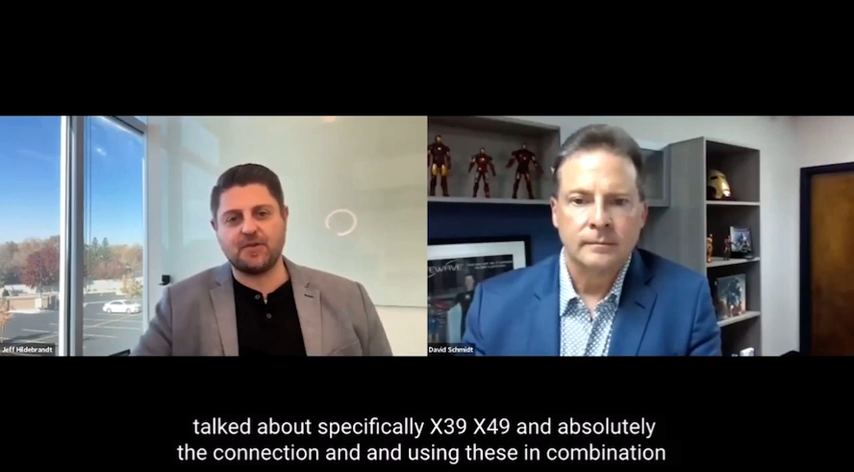 EWAVE
Jeff Hildebrandt
David Schmidt
talked about specifically X39 X49 and absolutely
the connection and and using these in combination